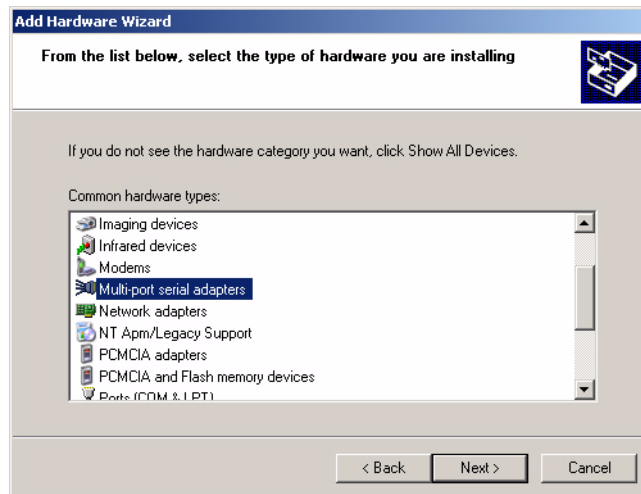 Add Hardware Wizard
From the list below, select the type of hardware you are installing
If you do not see the hardware category you want, click Show All Devices.
Common hardware types:
Imaging devices
Infrared devices
Modems
Multi-port serial adapters
Network adapters
NT Apm/Legacy Support
PCMCIA adapters
PCMCIA and Flash memory devices
Ports (COM & LPT)
< Back Next > Cancel